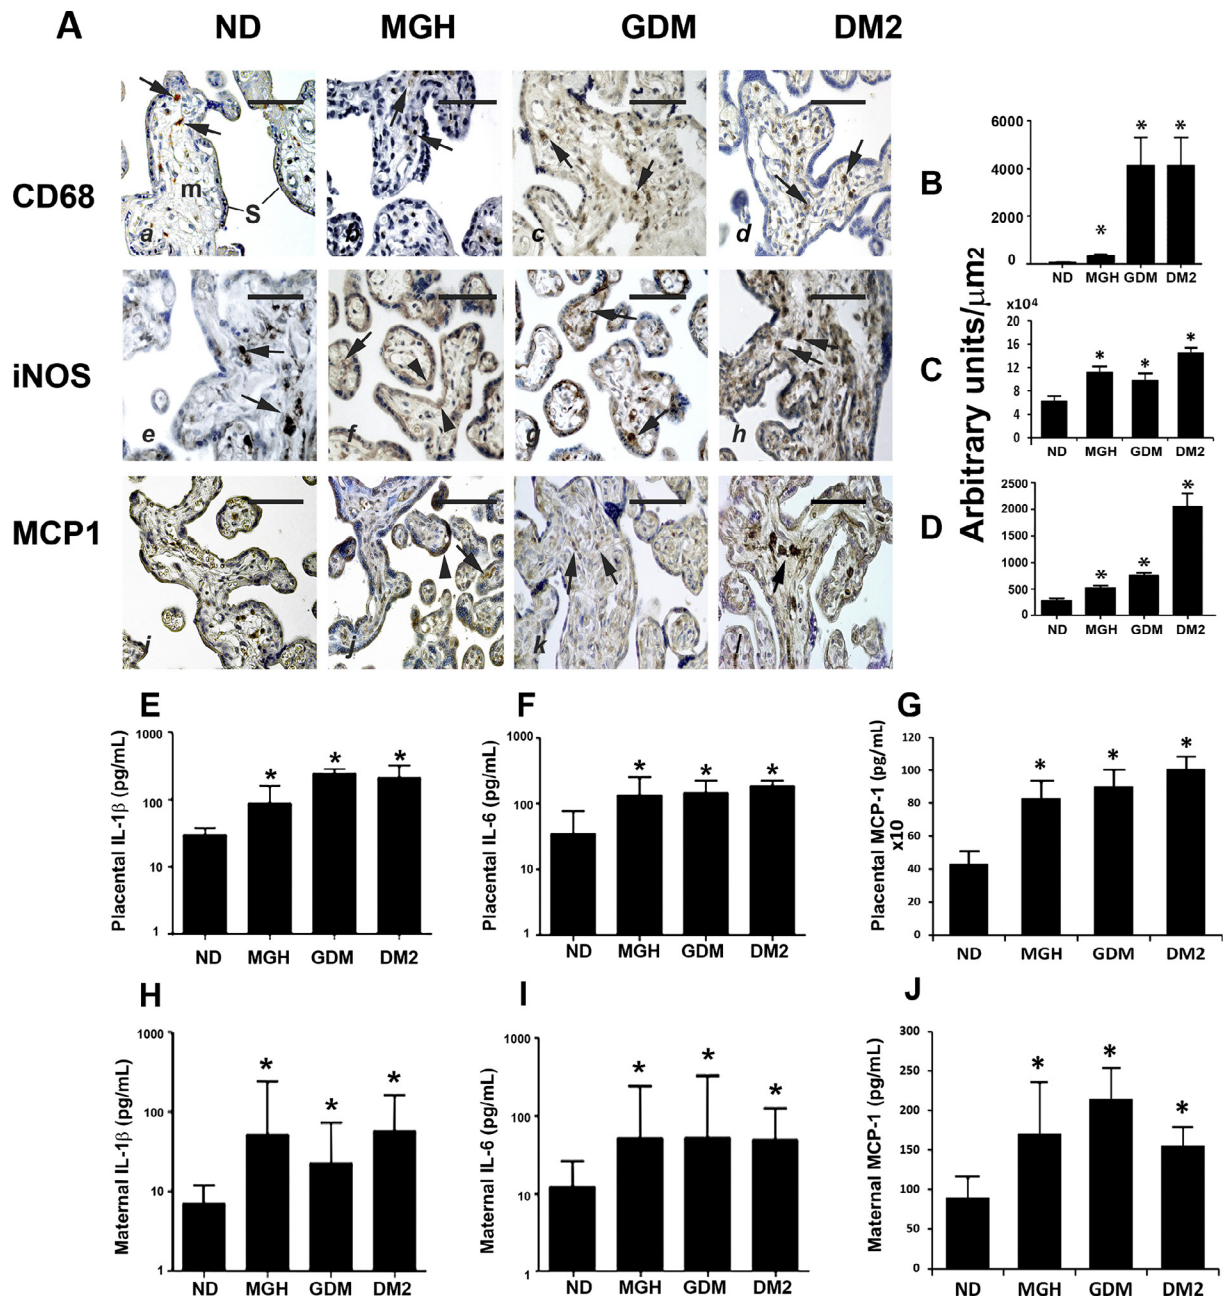 A ND MGH GDM DM2
CD68
a m S
b
c
d
B
6000
4000
2000
0
ND MGH GDM DM2
* * *
iNOS
e
f
g
h
C
x10⁴
20
16
12
8
4
0
ND MGH GDM DM2
* * *
Arbitrary units/μm2
MCP1
i
j
k
l
D
2500
2000
1500
1000
500
0
ND MGH GDM DM2
* * *
E
Placental IL-1β (pg/mL)
1000
100
10
1
* * *
ND MGH GDM DM2
F
Placental IL-6 (pg/mL)
1000
100
10
1
* * *
ND MGH GDM DM2
G
Placental MCP-1 (pg/mL)
x10
120
100
80
60
40
20
0
* * *
ND MGH GDM DM2
H
Maternal IL-1β (pg/mL)
1000
100
10
1
* * *
ND MGH GDM DM2
I
Maternal IL-6 (pg/mL)
1000
100
10
1
* * *
ND MGH GDM DM2
J
Maternal MCP-1 (pg/mL)
300
250
200
150
100
50
0
* * *
ND MGH GDM DM2